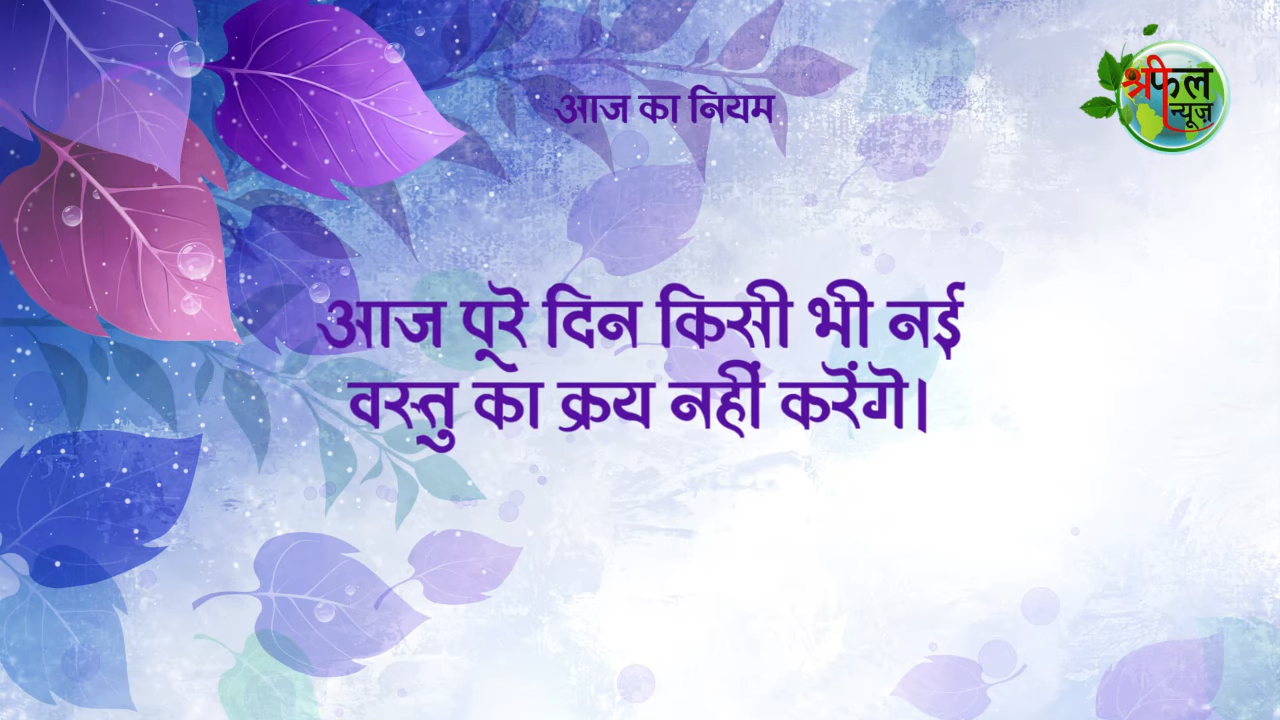 आज का नियम
श्रीफल
न्यूज़
आज पूरे दिन किसी भी नई
वस्तु का क्रय नहीं करेंगे।